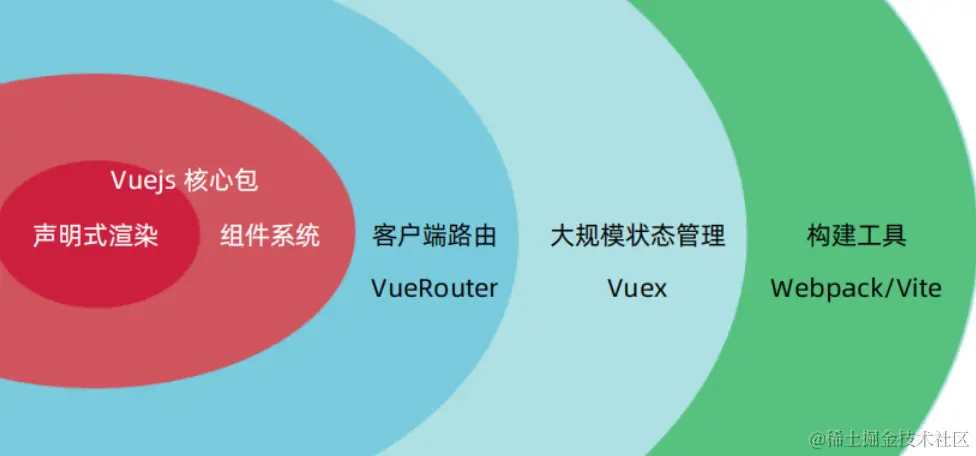 Vuejs 核心包
声明式渲染
组件系统
客户端路由
VueRouter
大规模状态管理
Vuex
构建工具
Webpack/Vite
@稀土掘金技术社区